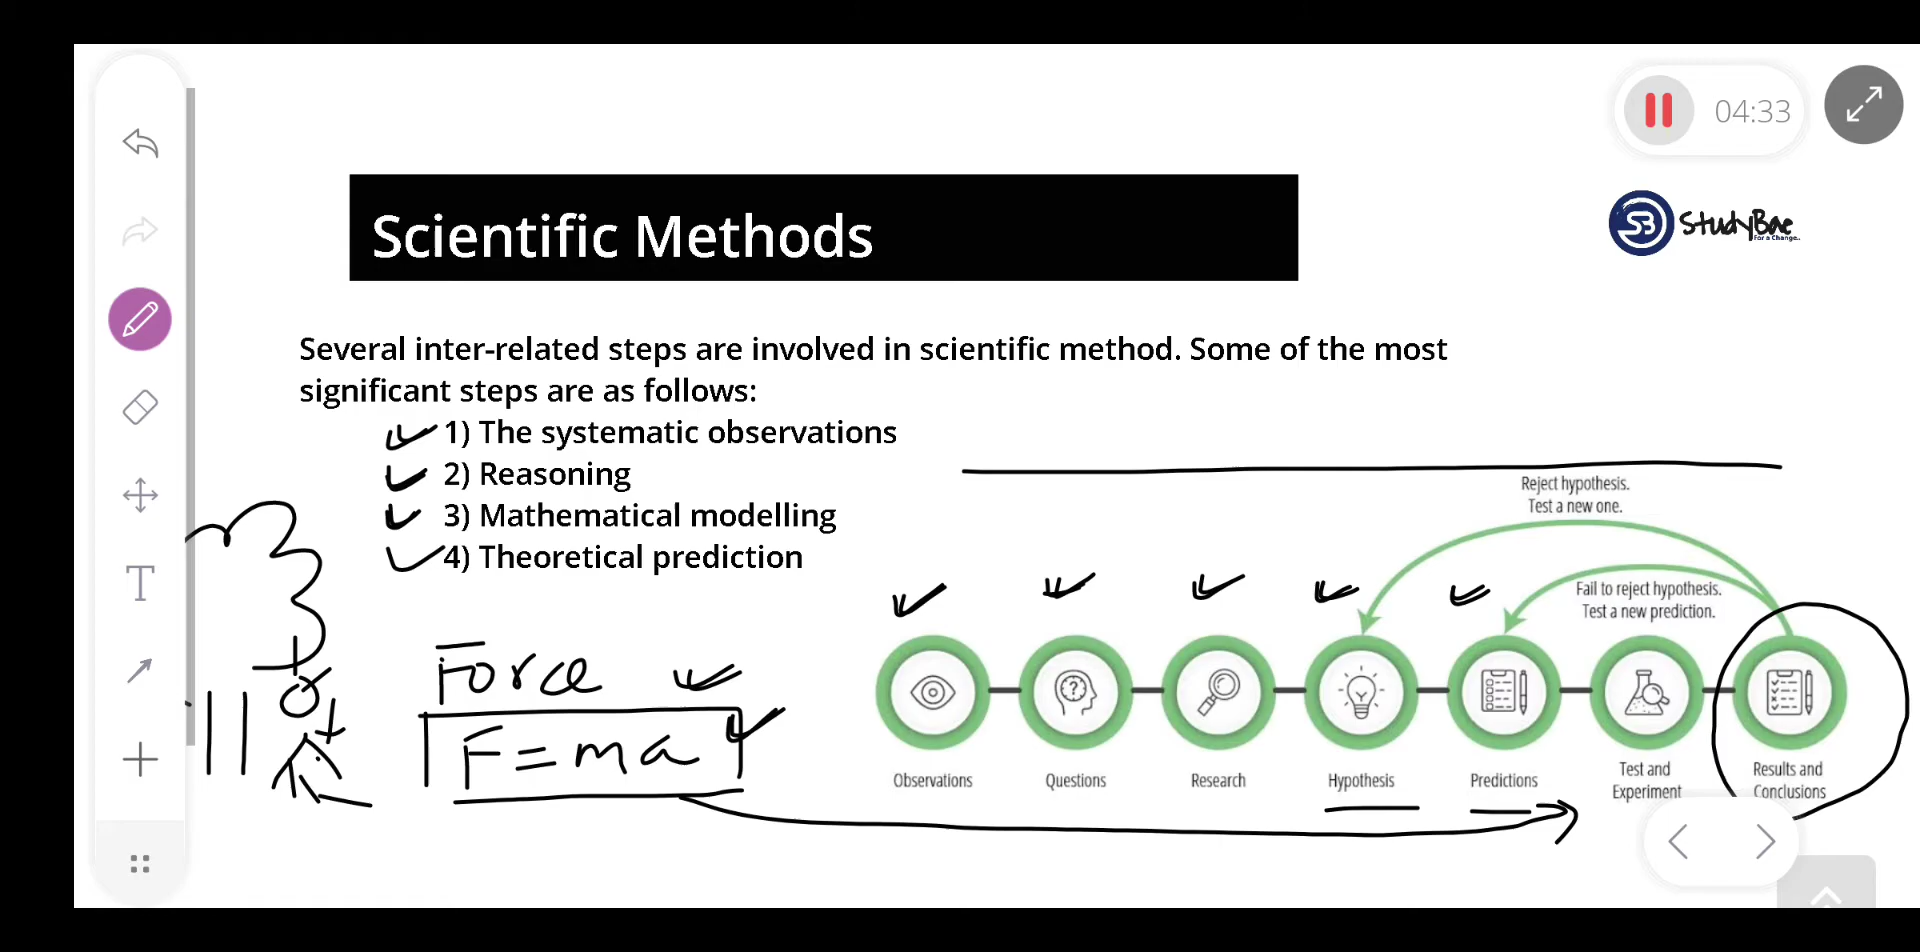 04:33
StudyBae
For a Change..
Scientific Methods
Several inter-related steps are involved in scientific method. Some of the most
significant steps are as follows:
1) The systematic observations
2) Reasoning
3) Mathematical modelling
4) Theoretical prediction
Reject hypothesis.
Test a new one.
Fail to reject hypothesis.
Test a new prediction.
Force
F = ma
Observations
Questions
Research
Hypothesis
Predictions
Test and
Experiment
Results and
Conclusions